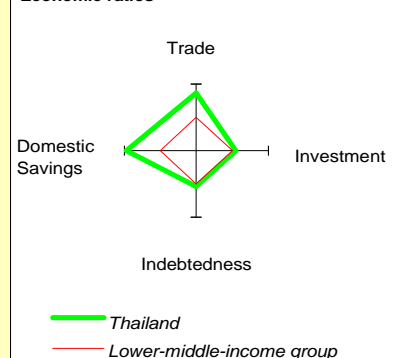 Economic ratios
Trade
Domestic
Savings
Investment
Indebtedness
Thailand
Lower-middle-income group